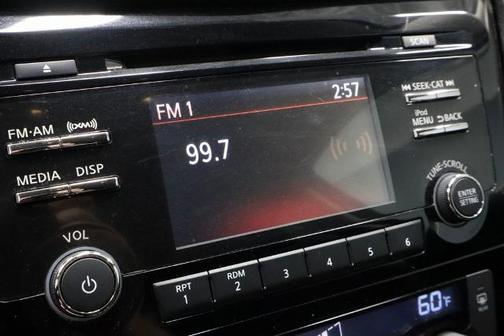 SCAN
FM 1 2:57
99.7
FM·AM ((XM))
MEDIA DISP
VOL
SEEK·CAT
iPod
MENU BACK
TUNE·SCROLL
ENTER
SETTING
RPT
1
RDM
2
3
4
5
6
60°F